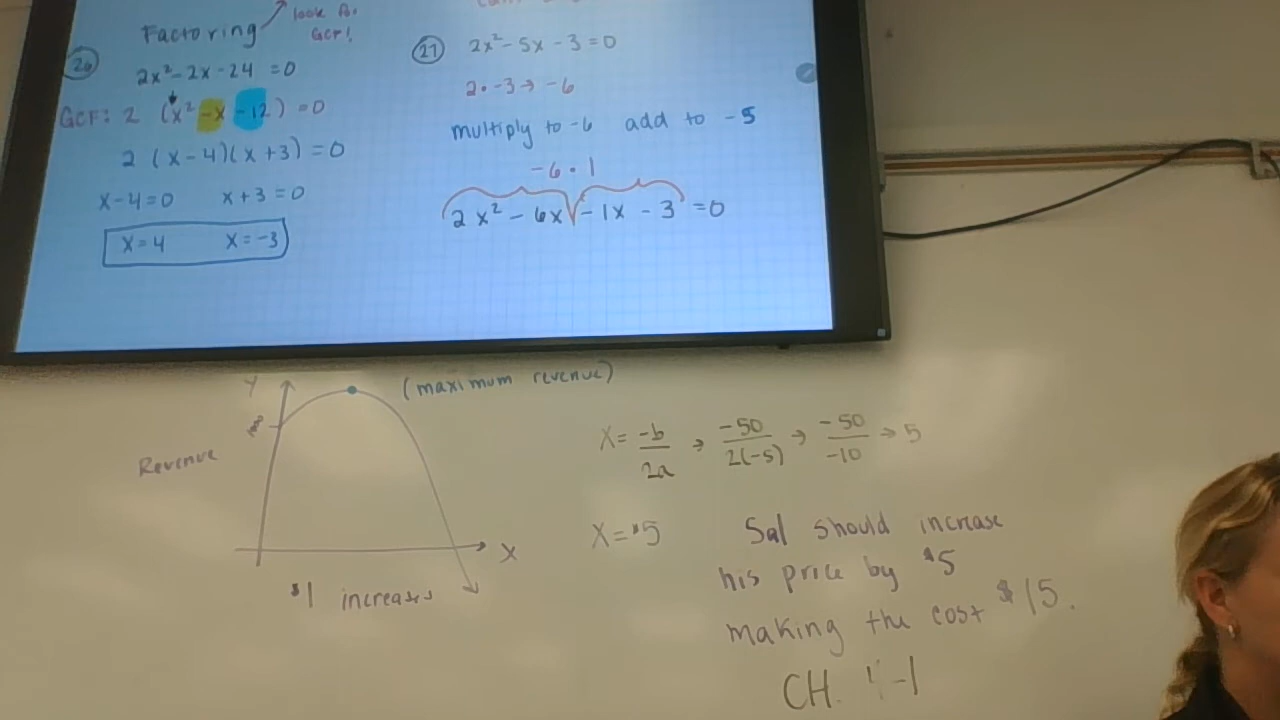 Factoring
look for
GCF!
26
2x² - 2x - 24 = 0
GCF: 2 (x² - x - 12) = 0
2 (x - 4)(x + 3) = 0
x - 4 = 0 x + 3 = 0
x = 4 x = -3
27 2x² - 5x - 3 = 0
2 • -3 → -6
multiply to -6 add to -5
-6 • 1
2x² - 6x - 1x - 3 = 0
Y
(maximum revenue)
Revenue
X
$1 increases
X = -b/2a → -50/2(-5) → -50/-10 → 5
X = $5
Sal should increase
his price by $5
making the cost $15.
CH. -1